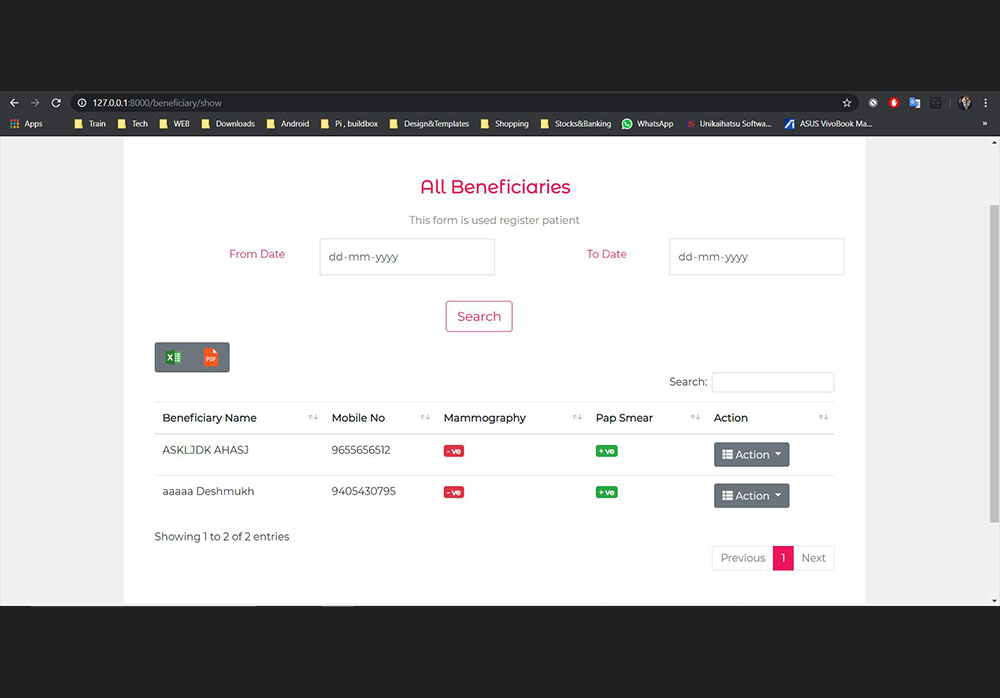 127.0.0.1:8000/beneficiary/show
Apps Train Tech WEB Downloads Android Pi , buildbox Design&Templates Shopping Stocks&Banking WhatsApp Unikaihatsu Softwa... ASUS VivoBook Ma... »
All Beneficiaries
This form is used register patient
From Date dd-mm-yyyy To Date dd-mm-yyyy
Search
PDF
Search:
Beneficiary Name Mobile No Mammography Pap Smear Action
ASKLJDK AHASJ 9655656512 - ve + ve Action
aaaaa Deshmukh 9405430795 - ve + ve Action
Showing 1 to 2 of 2 entries
Previous 1 Next